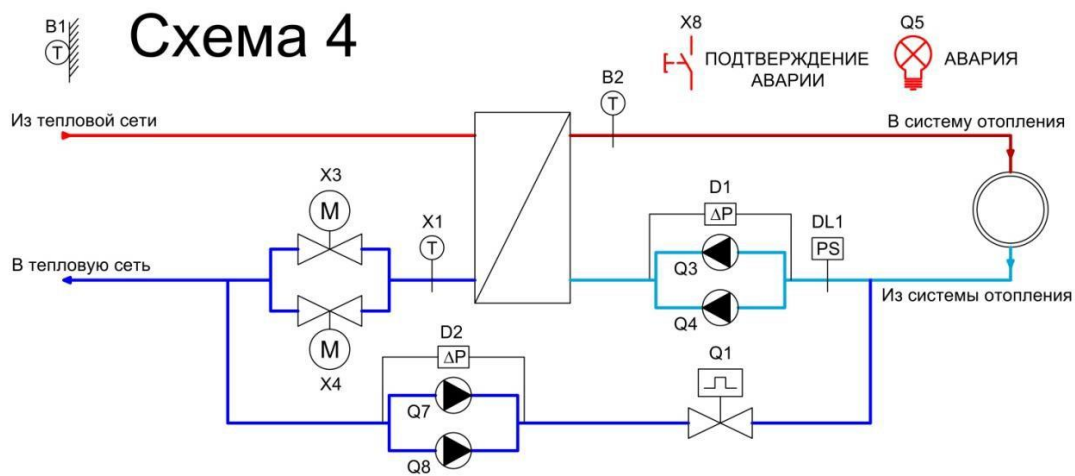 B1
T
Схема 4
X8
ПОДТВЕРЖДЕНИЕ
АВАРИИ
Q5
АВАРИЯ
B2
T
Из тепловой сети
В систему отопления
X3
M
X1
T
D1
ΔP
DL1
PS
Q3
Q4
В тепловую сеть
Из системы отопления
M
X4
D2
ΔP
Q1
Q7
Q8